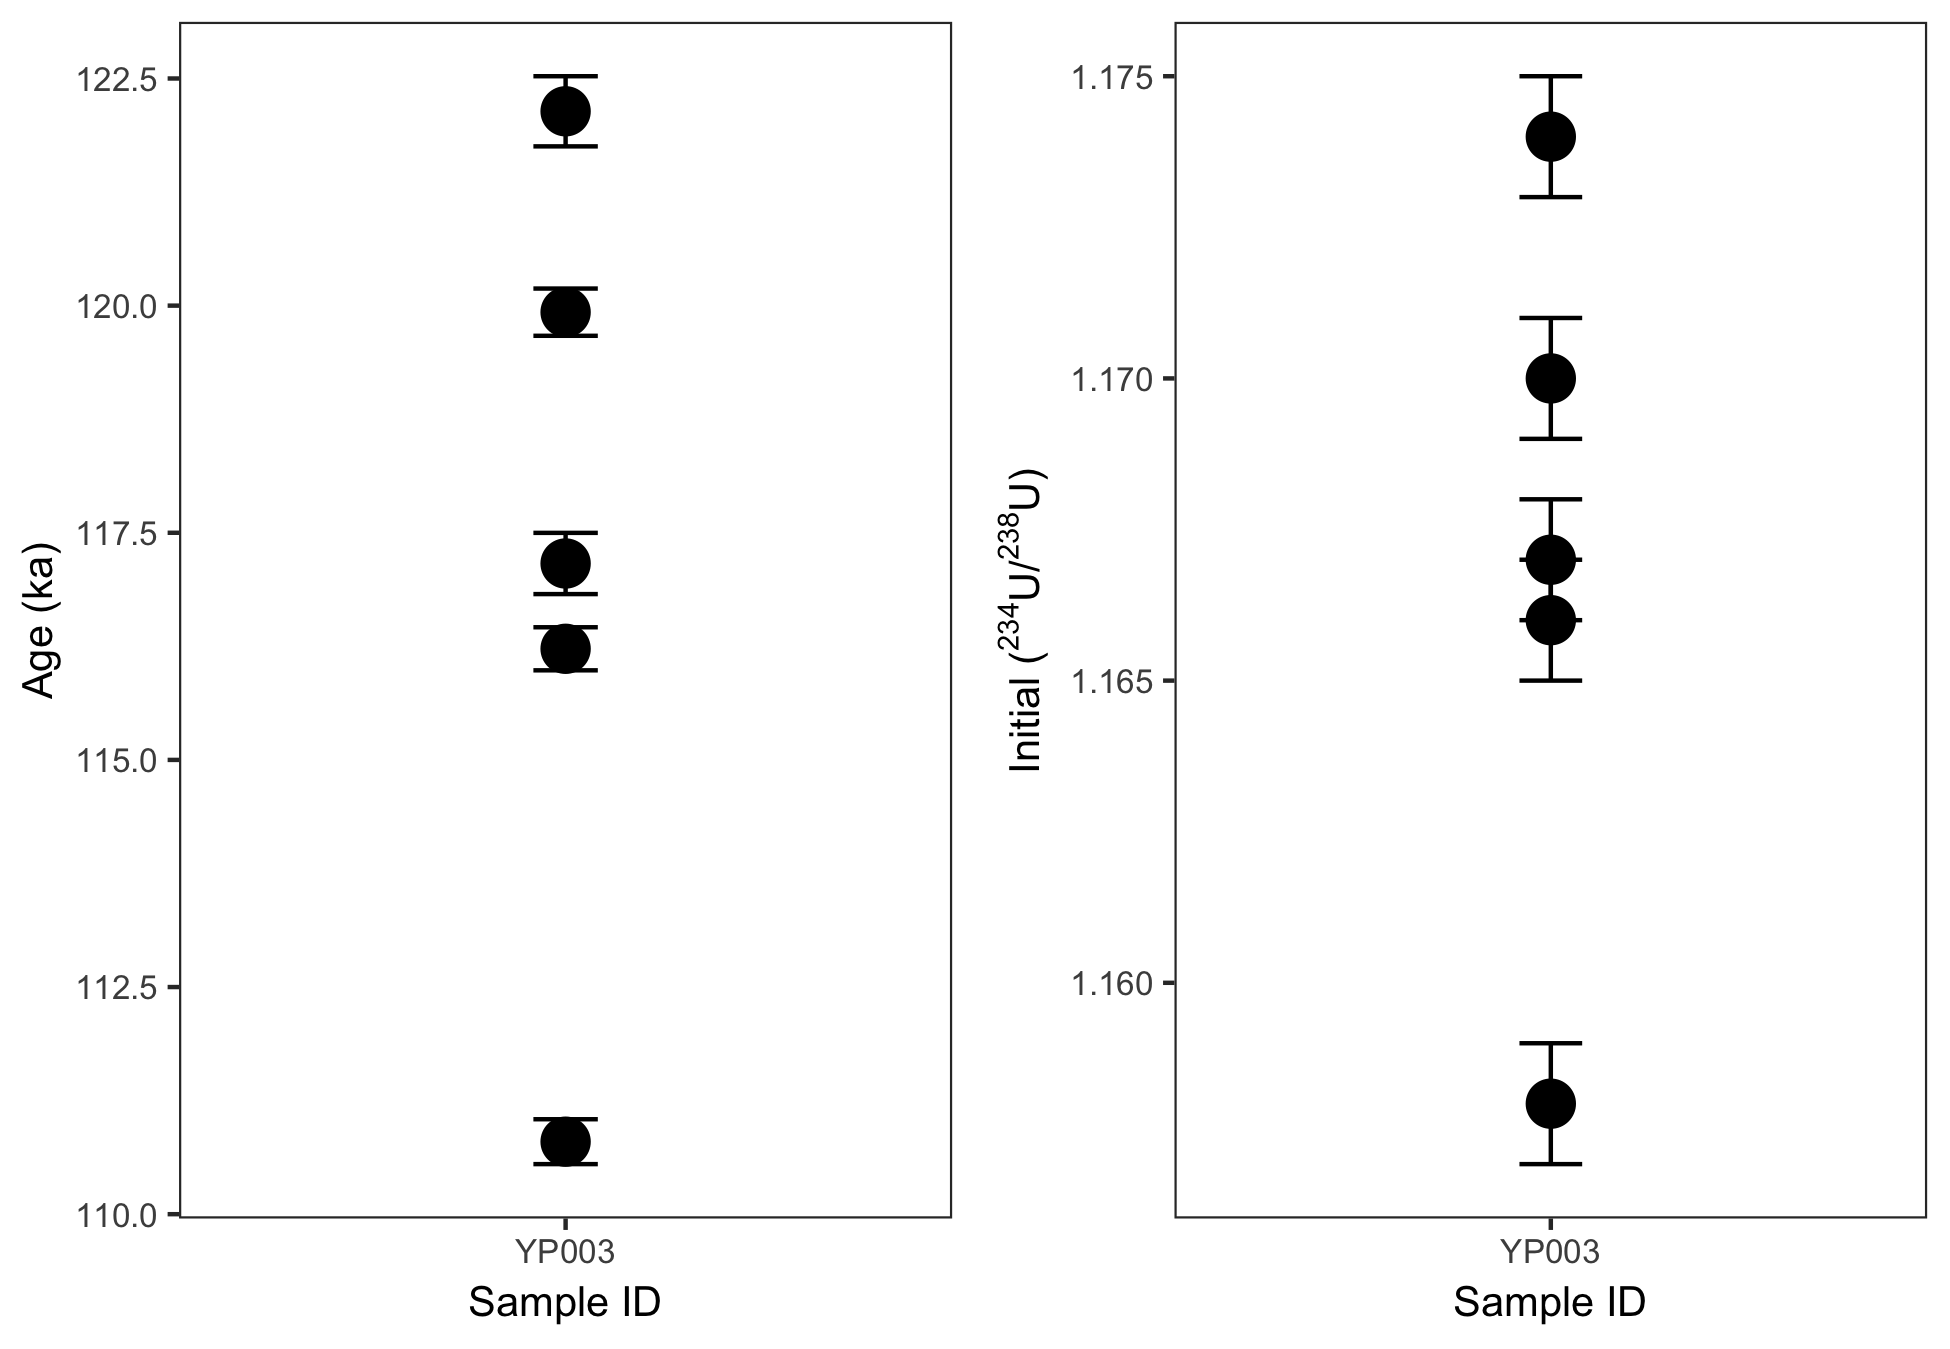 Age (ka)
122.5
120.0
117.5
115.0
112.5
110.0
YP003
Sample ID
Initial (²³⁴U/²³⁸U)
1.175
1.170
1.165
1.160
YP003
Sample ID